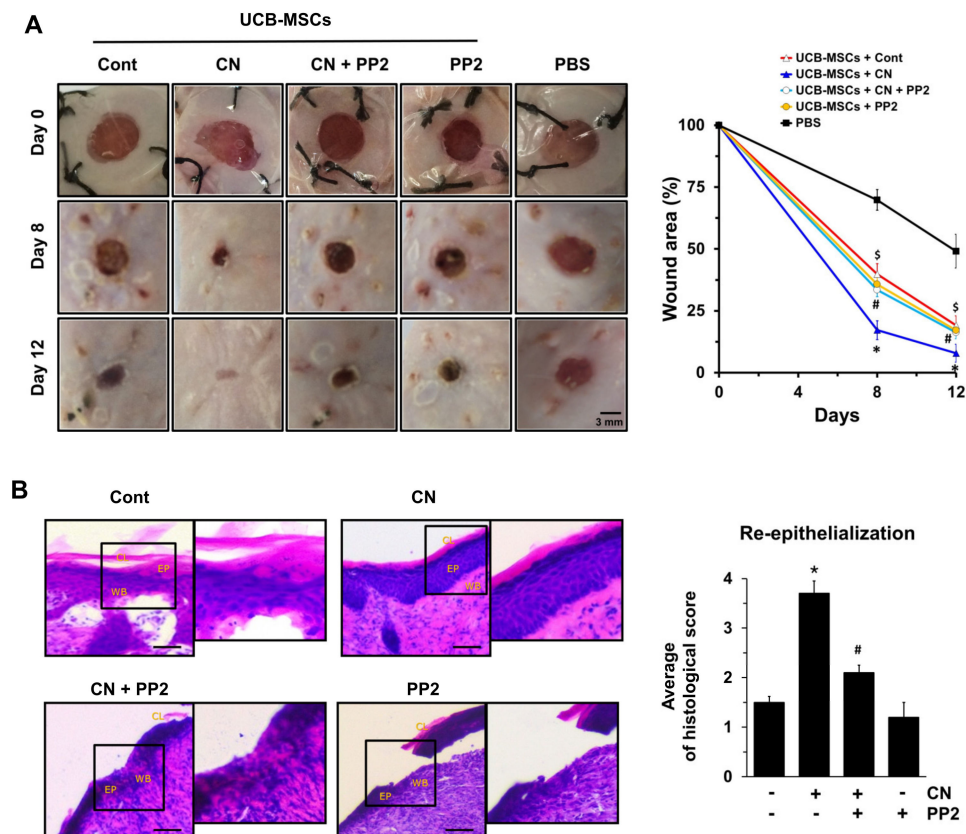 A
UCB-MSCs
Cont CN CN + PP2 PP2 PBS
Day 0
Day 8
Day 12
3 mm
UCB-MSCs + Cont
UCB-MSCs + CN
UCB-MSCs + CN + PP2
UCB-MSCs + PP2
PBS
Wound area (%)
100
75
50
25
0
$
#
*
$
#
*
0 4 8 12
Days
B
Cont
CL
EP
WB
CN
CL
EP
WB
CN + PP2
CL
WB
EP
PP2
CL
WB
EP
Re-epithelialization
Average
of histological score
4
3
2
1
0
*
#
- + + - CN
- - + + PP2